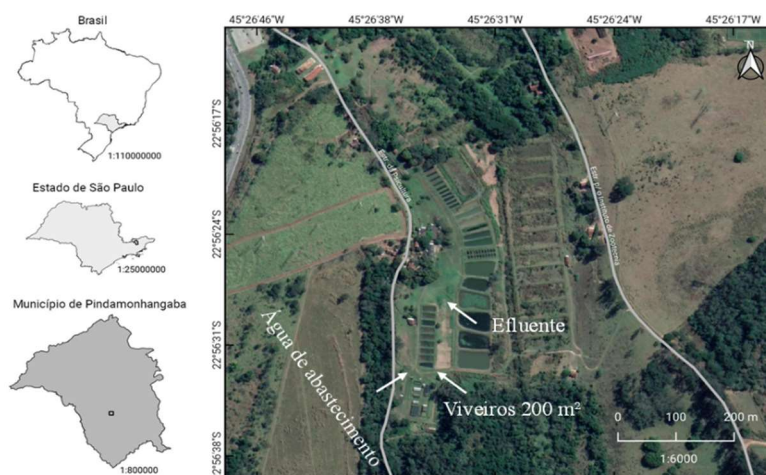 Brasil
1:110000000
Estado de São Paulo
1:25000000
Município de Pindamonhangaba
1:800000
45°26'46"O 45°26'38"O 45°26'31"O 45°26'24"O 45°26'17"O
22°56'17"S
22°56'24"S
22°56'31"S
22°56'38"S
N
Efluente
Água de abastecimento
Viveiros 200 m²
0 100 200 m
1:6000